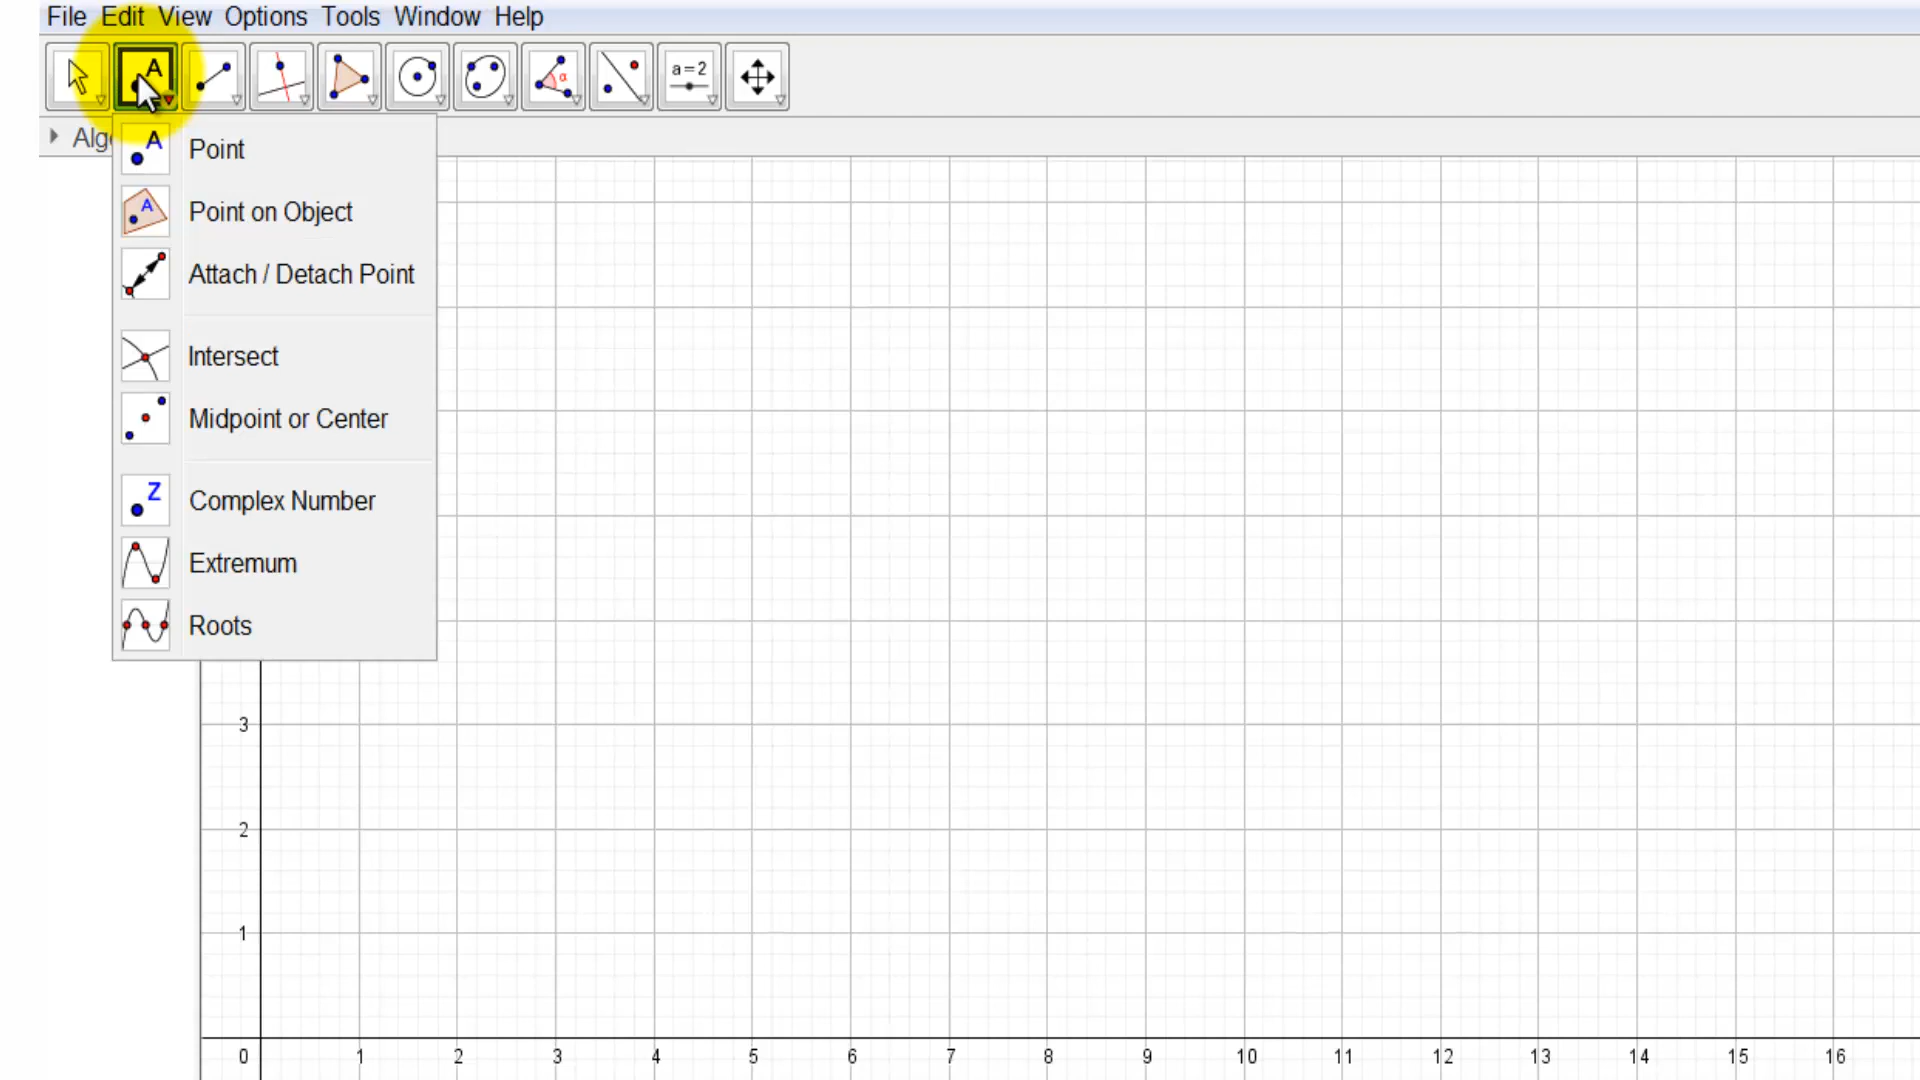 File Edit View Options Tools Window Help
A
α
a=2
Alg
A Point
A Point on Object
Attach / Detach Point
Intersect
Midpoint or Center
Z Complex Number
Extremum
Roots
3
2
1
0 1 2 3 4 5 6 7 8 9 10 11 12 13 14 15 16